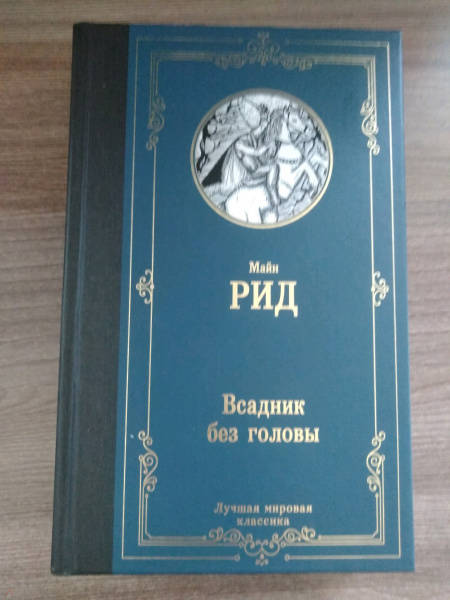 Майн
РИД
Всадник
без головы
Лучшая мировая
классика